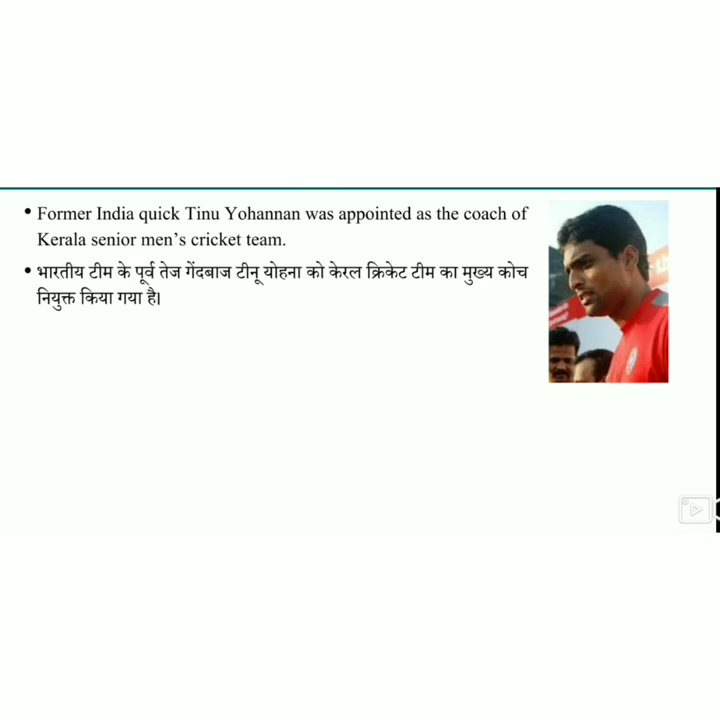 • Former India quick Tinu Yohannan was appointed as the coach of
Kerala senior men’s cricket team.
• भारतीय टीम के पूर्व तेज गेंदबाज टीनू योहना को केरल क्रिकेट टीम का मुख्य कोच
नियुक्त किया गया है।